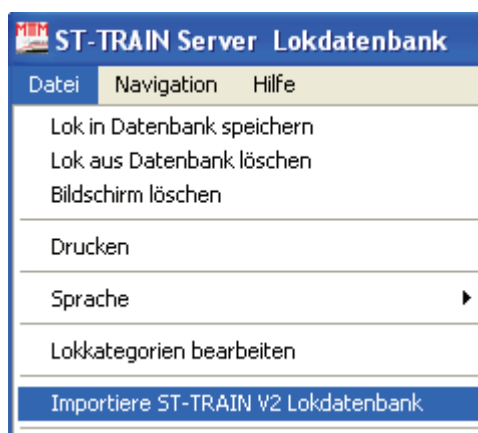 ST-TRAIN Server Lokdatenbank
Datei Navigation Hilfe
Lok in Datenbank speichern
Lok aus Datenbank löschen
Bildschirm löschen
Drucken
Sprache
Lokkategorien bearbeiten
Importiere ST-TRAIN V2 Lokdatenbank